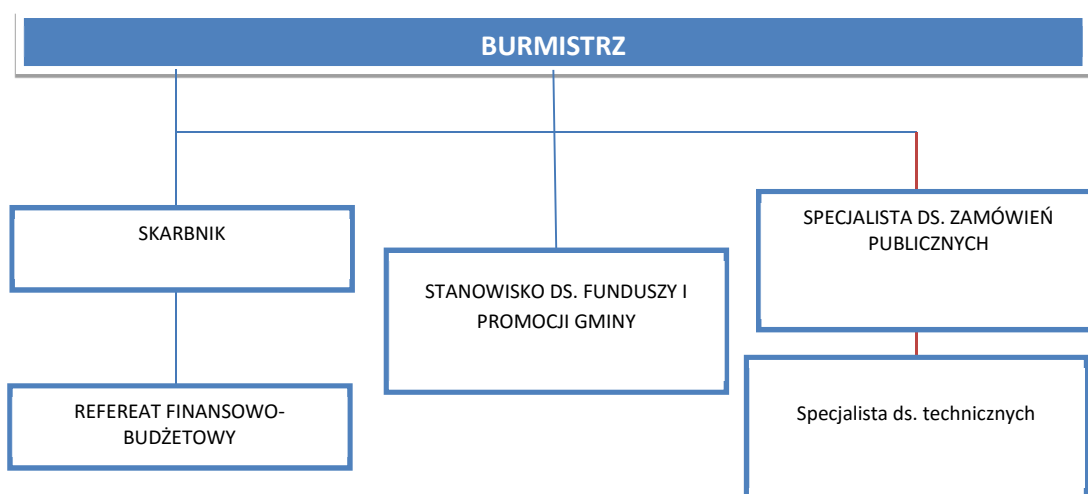 BURMISTRZ
SKARBNIK
SPECJALISTA DS. ZAMÓWIEŃ
PUBLICZNYCH
STANOWISKO DS. FUNDUSZY I
PROMOCJI GMINY
REFEREAT FINANSOWO-
BUDŻETOWY
Specjalista ds. technicznych